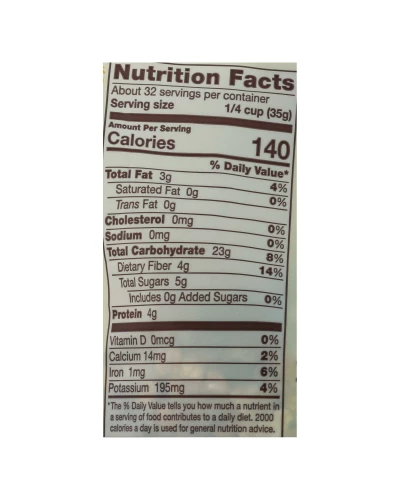 Nutrition Facts
About 32 servings per container
Serving size 1/4 cup (35g)
Amount Per Serving
Calories 140
% Daily Value*
Total Fat 3g 4%
Saturated Fat 0g 0%
Trans Fat 0g
Cholesterol 0mg 0%
Sodium 0mg 0%
Total Carbohydrate 23g 8%
Dietary Fiber 4g 14%
Total Sugars 5g
Includes 0g Added Sugars 0%
Protein 4g
Vitamin D 0mcg 0%
Calcium 14mg 2%
Iron 1mg 6%
Potassium 195mg 4%
*The % Daily Value tells you how much a nutrient in
a serving of food contributes to a daily diet. 2000
calories a day is used for general nutrition advice.